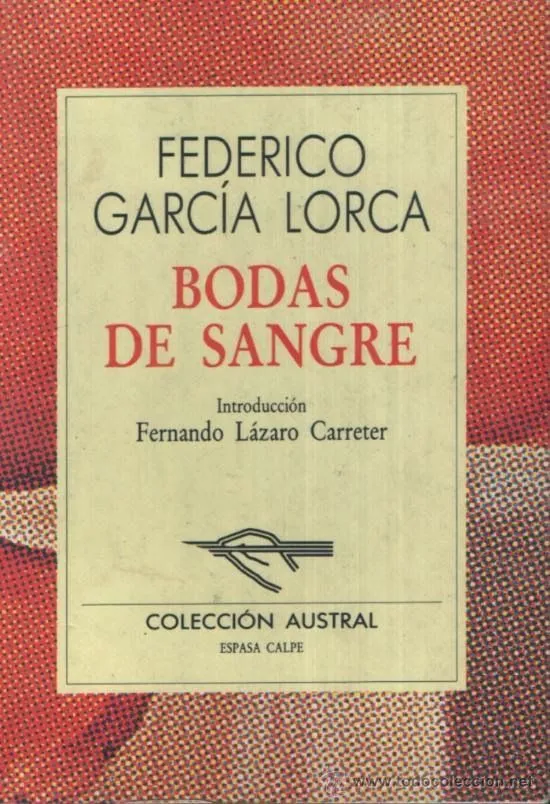 FEDERICO
GARCÍA LORCA
BODAS
DE SANGRE
Introducción
Fernando Lázaro Carreter
COLECCIÓN AUSTRAL
ESPASA CALPE
www.todocoleccion.net